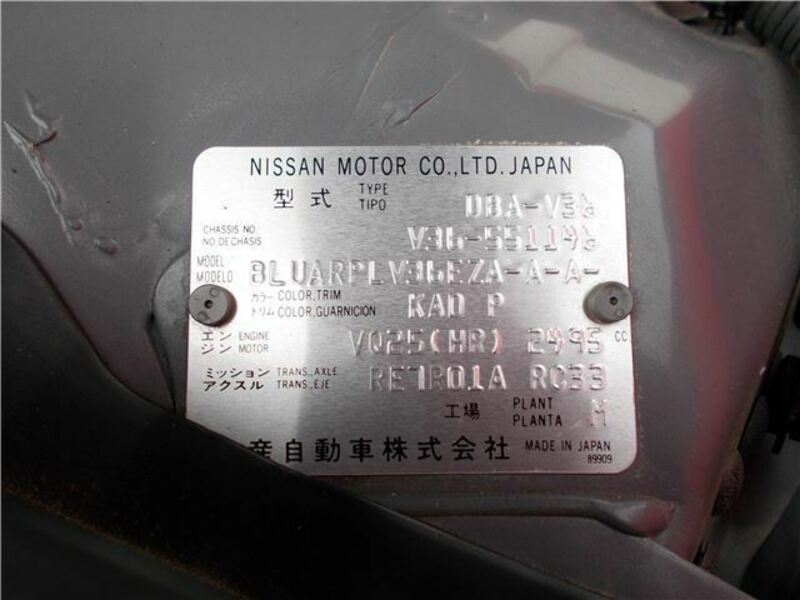 NISSAN MOTOR CO.,LTD. JAPAN
型式 TYPE TIPO DBA-V36
CHASSIS NO. NO.DE CHASIS V36-551146
MODEL MODELO BLUARPLV36EZA-A-A-
カラー COLOR,TRIM トリム COLOR,GUARNICION KAD P
エンジン ENGINE MOTOR VQ25(HR) 2495 CC
ミッション TRANS.,AXLE アクスル TRANS.,EJE RE7R01A RC33
工場 PLANT PLANTA M
産自動車株式会社 MADE IN JAPAN
89909